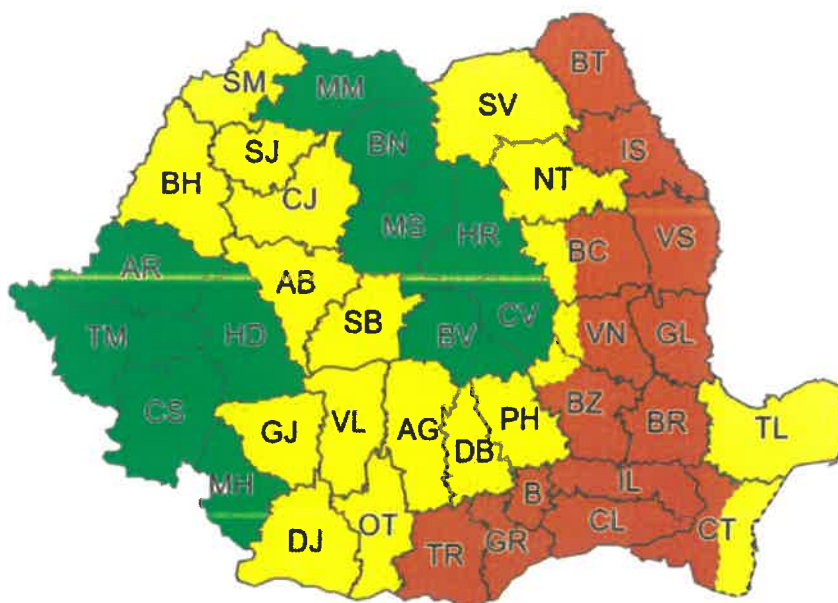 BT
SM
MM
SV
BN
IS
SJ
BH
CJ
NT
MS
HR
BC
VS
AR
AB
SB
CV
TM
HD
BV
VN
GL
CS
GJ
VL
AG
PH
BZ
BR
TL
DB
MH
B
IL
OT
CL
CT
DJ
TR
GR